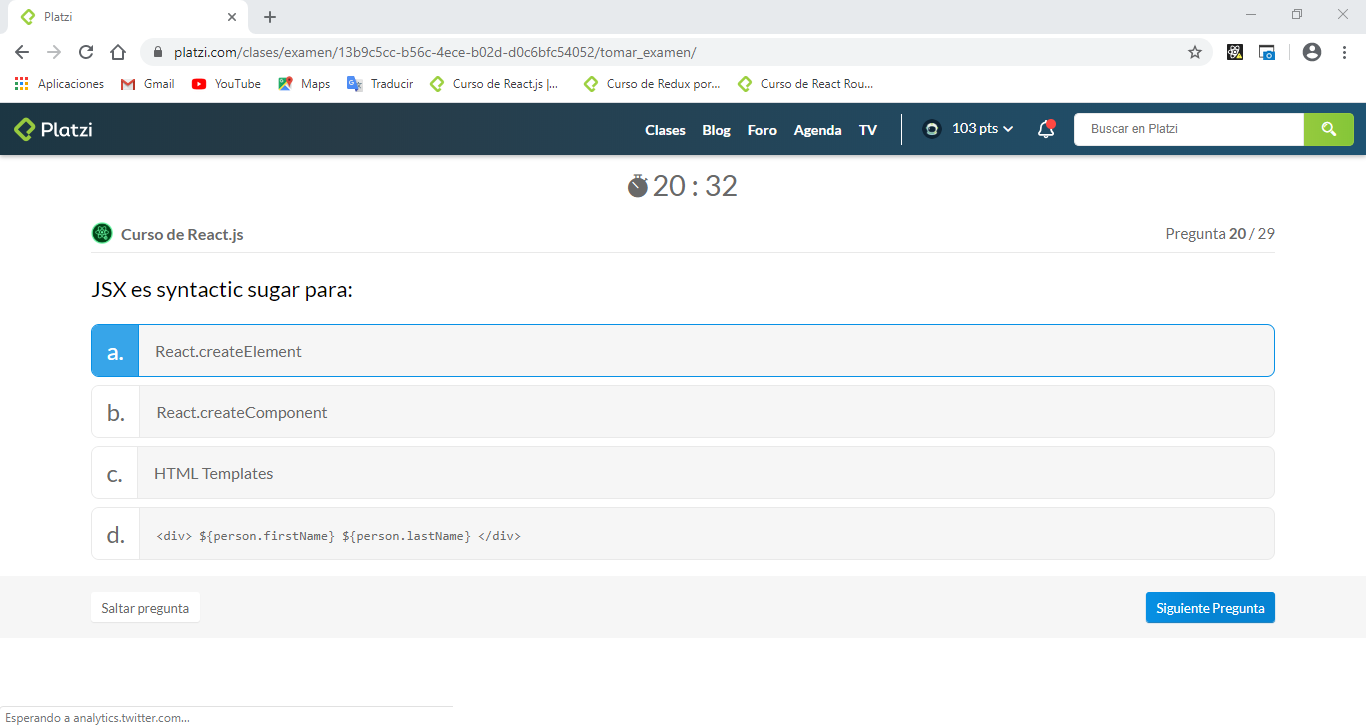 Platzi
platzi.com/clases/examen/13b9c5cc-b56c-4ece-b02d-d0c6bfc54052/tomar_examen/
Aplicaciones Gmail YouTube Maps Traducir Curso de React.js |... Curso de Redux por... Curso de React Rou...
Platzi Clases Blog Foro Agenda TV 103 pts Buscar en Platzi
20 : 32
Curso de React.js Pregunta 20 / 29
JSX es syntactic sugar para:
a. React.createElement
b. React.createComponent
c. HTML Templates
d. <div> ${person.firstName} ${person.lastName} </div>
Saltar pregunta Siguiente Pregunta
Esperando a analytics.twitter.com...